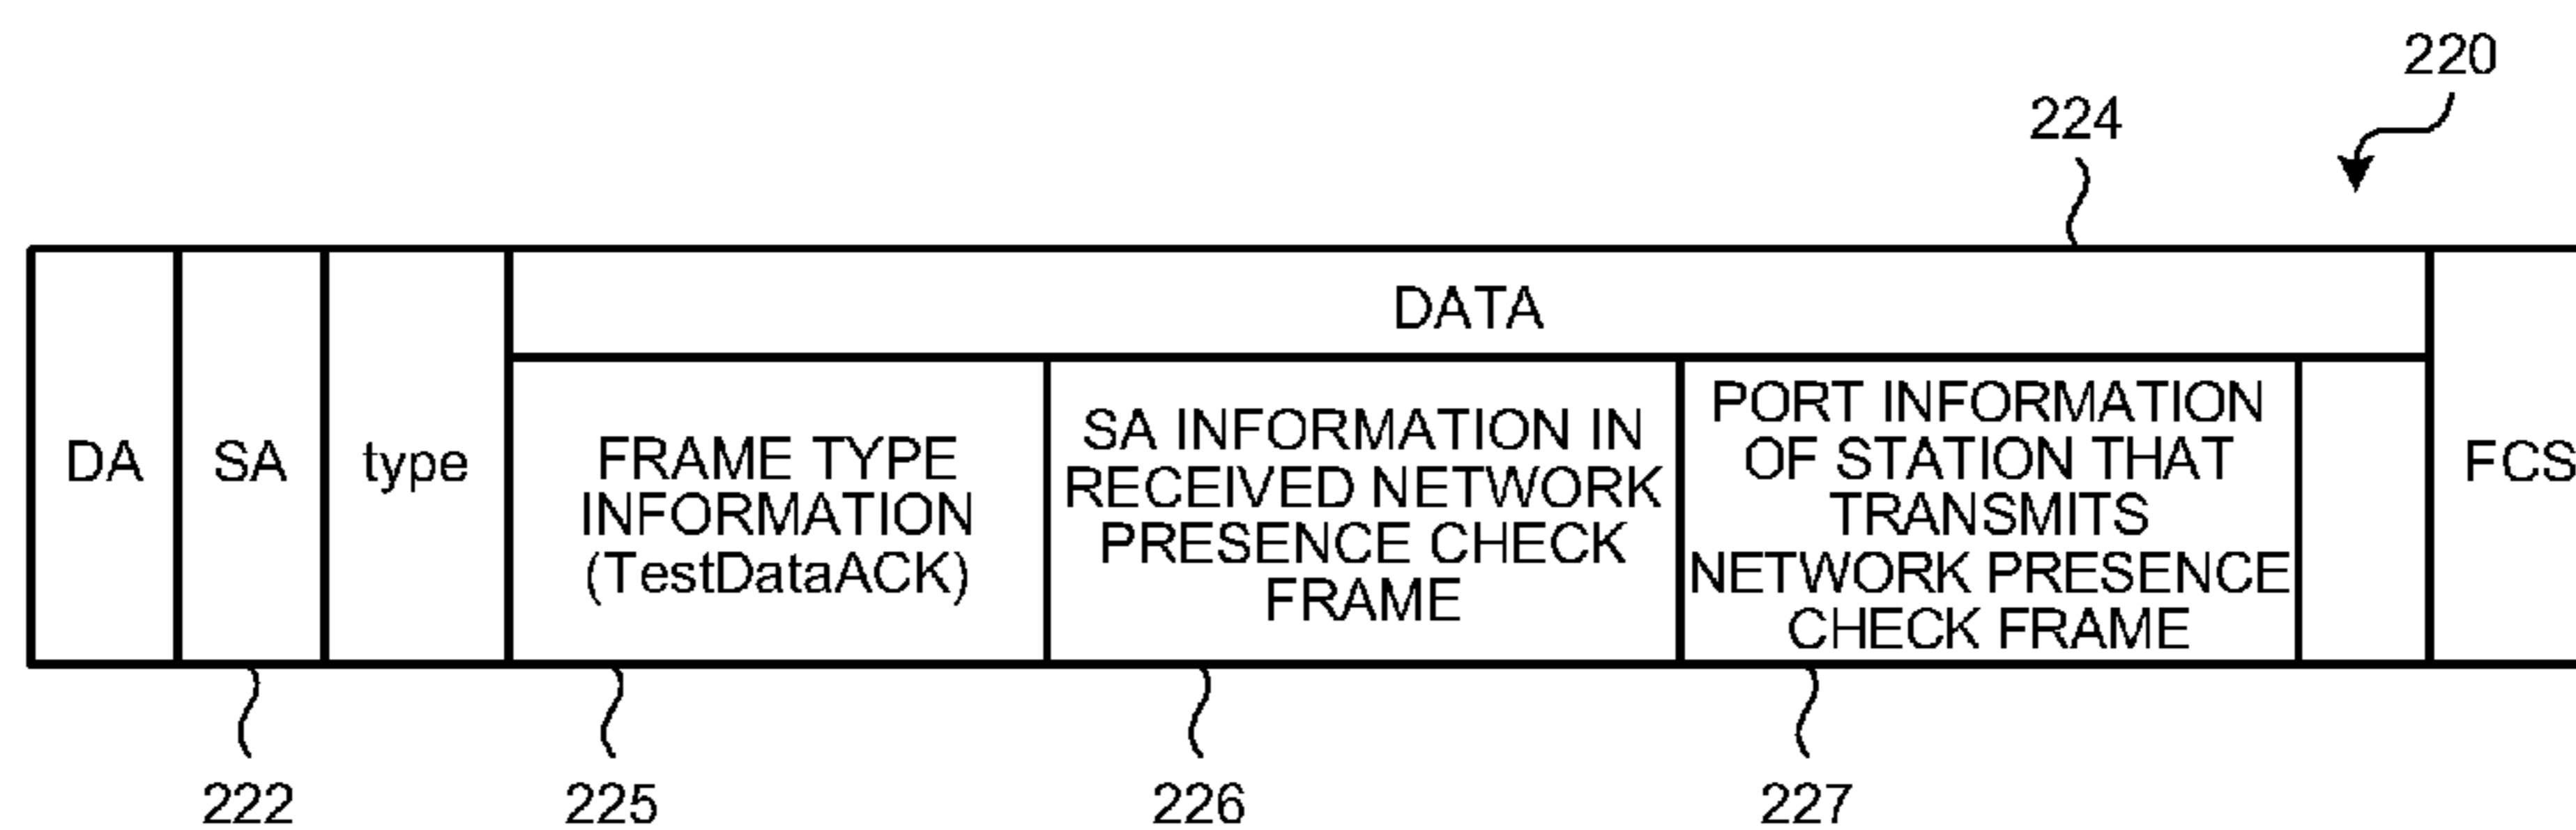 220
224
DATA
DA
SA
type
FRAME TYPE
INFORMATION
(TestDataACK)
SA INFORMATION IN
RECEIVED NETWORK
PRESENCE CHECK
FRAME
PORT INFORMATION
OF STATION THAT
TRANSMITS
NETWORK PRESENCE
CHECK FRAME
FCS
222
225
226
227